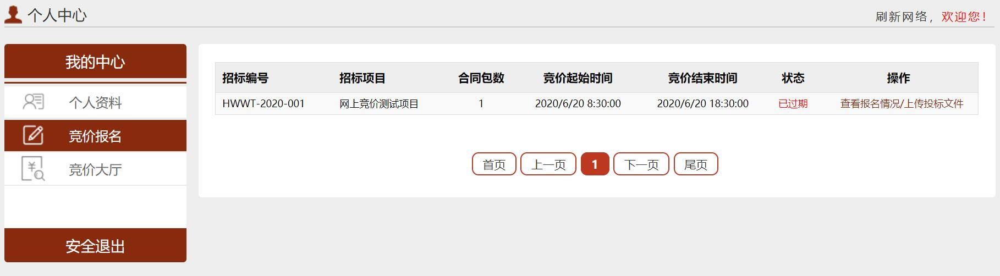 个人中心
刷新网络，欢迎您！
我的中心
个人资料
竞价报名
竞价大厅
安全退出
招标编号 招标项目 合同包数 竞价起始时间 竞价结束时间 状态 操作
HWWT-2020-001 网上竞价测试项目 1 2020/6/20 8:30:00 2020/6/20 18:30:00 已过期 查看报名情况/上传投标文件
首页 上一页 1 下一页 尾页